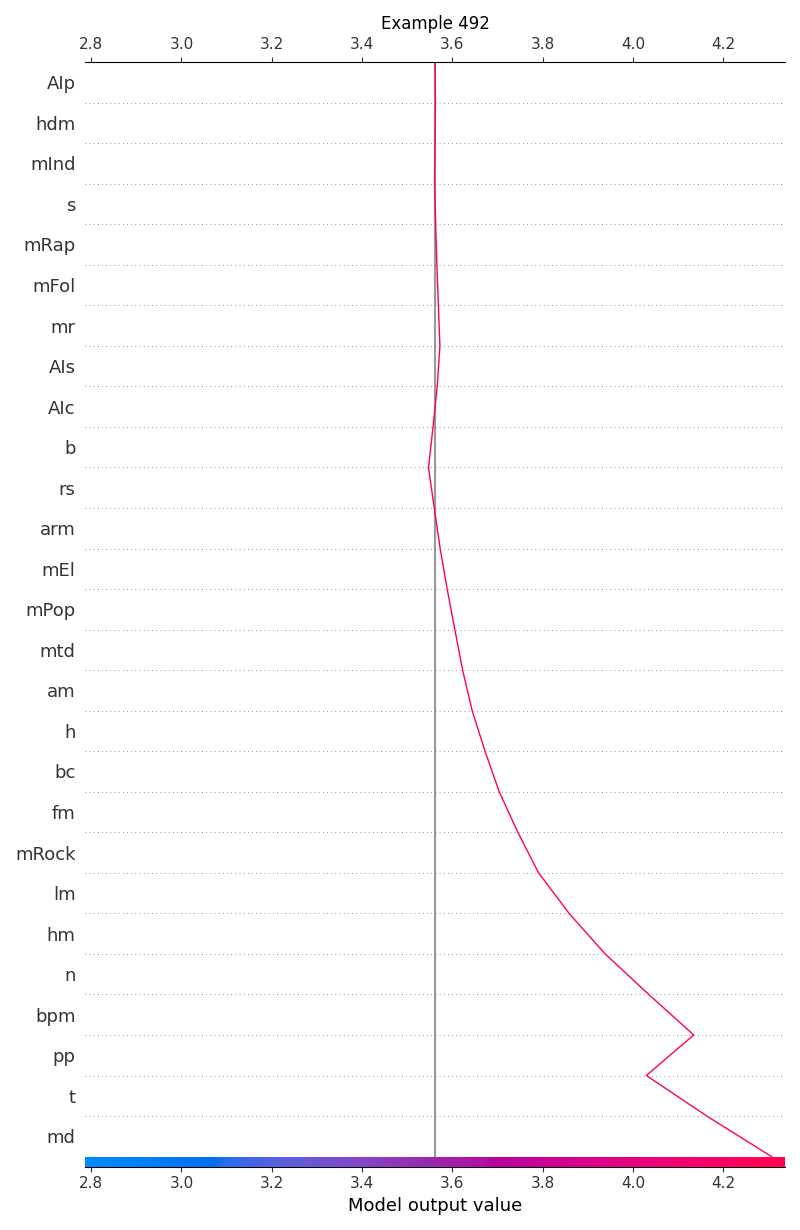 Example 492
2.8 3.0 3.2 3.4 3.6 3.8 4.0 4.2
AIp
hdm
mInd
s
mRap
mFol
mr
AIs
AIc
b
rs
arm
mEl
mPop
mtd
am
h
bc
fm
mRock
lm
hm
n
bpm
pp
t
md
2.8 3.0 3.2 3.4 3.6 3.8 4.0 4.2
Model output value